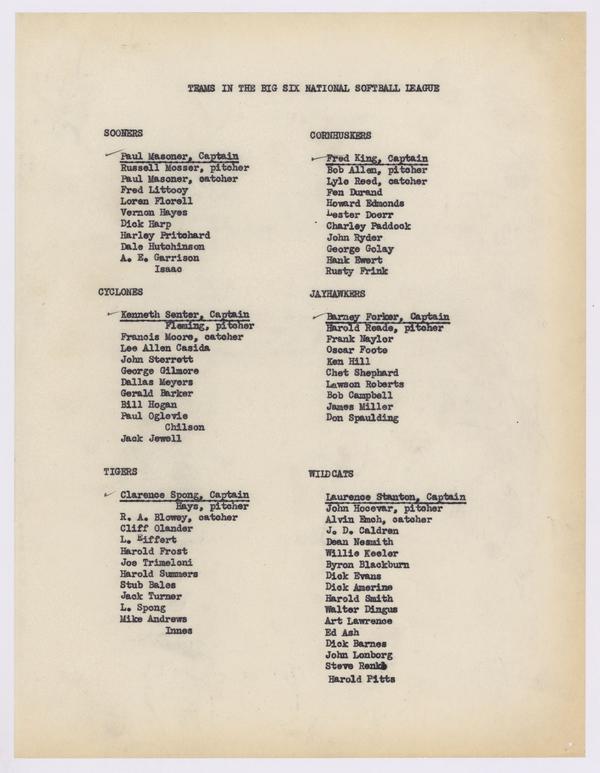 TEAMS IN THE BIG SIX NATIONAL SOFTBALL LEAGUE
SOONERS
Paul Masoner, Captain
Russell Mosser, pitcher
Paul Masoner, catcher
Fred Littooy
Loren Florell
Vernon Hayes
Dick Harp
Harley Pritchard
Dale Hutchinson
A. E. Garrison
Isaac
CORNHUSKERS
Fred King, Captain
Bob Allen, pitcher
Lyle Reed, catcher
Fen Durand
Howard Edmonds
Lester Doerr
Charley Paddock
John Ryder
George Golay
Hank Ewert
Rusty Frink
CYCLONES
Kenneth Senter, Captain
Fleming, pitcher
Francis Moore, catcher
Lee Allen Casida
John Sterrett
George Gilmore
Dallas Meyers
Gerald Barker
Bill Hogan
Paul Oglevie
Chilson
Jack Jewell
JAYHAWKERS
Barney Forker, Captain
Harold Reade, pitcher
Frank Naylor
Oscar Foote
Ken Hill
Chet Shephard
Lawson Roberts
Bob Campbell
James Miller
Don Spaulding
TIGERS
Clarence Spong, Captain
Hays, pitcher
R. A. Blowey, catcher
Cliff Olander
L. Eiffert
Harold Frost
Joe Trimeloni
Harold Summers
Stub Bales
Jack Turner
L. Spong
Mike Andrews
Innes
WILDCATS
Laurence Stanton, Captain
John Hocevar, pitcher
Alvin Emch, catcher
J. D. Caldren
Dean Nesmith
Willie Keeler
Byron Blackburn
Dick Evans
Dick Amerine
Harold Smith
Walter Dingus
Art Lawrence
Ed Ash
Dick Barnes
John Lonborg
Steve Renko
Harold Pitts